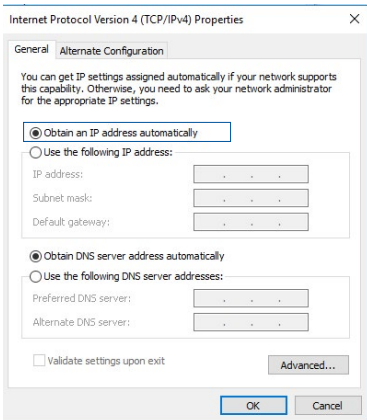 Internet Protocol Version 4 (TCP/IPv4) Properties
General
Alternate Configuration
You can get IP settings assigned automatically if your network supports
this capability. Otherwise, you need to ask your network administrator
for the appropriate IP settings.
Obtain an IP address automatically
Use the following IP address:
IP address:
Subnet mask:
Default gateway:
Obtain DNS server address automatically
Use the following DNS server addresses:
Preferred DNS server:
Alternate DNS server:
Validate settings upon exit
Advanced...
OK
Cancel